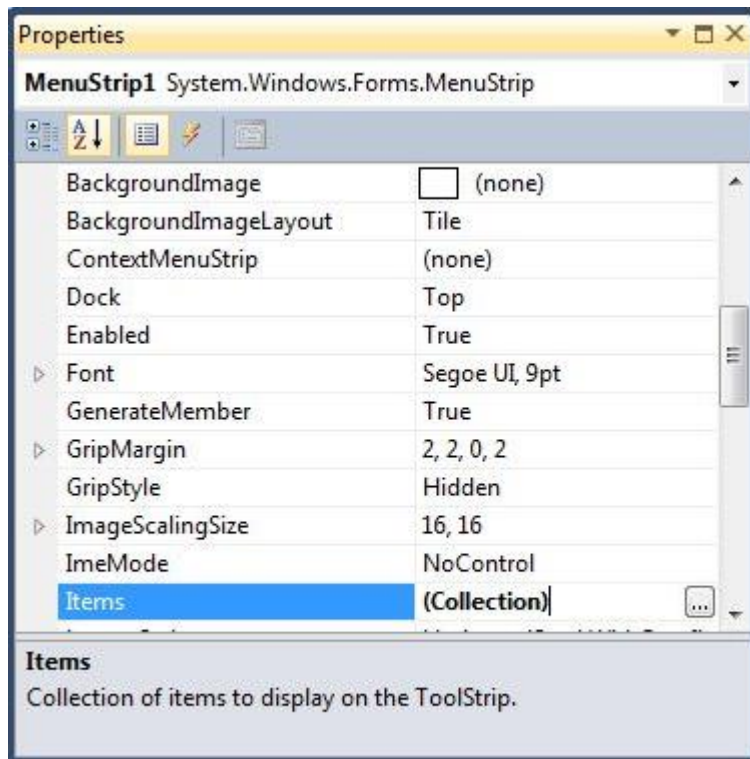 Properties
MenuStrip1 System.Windows.Forms.MenuStrip
A
Z
BackgroundImage (none)
BackgroundImageLayout Tile
ContextMenuStrip (none)
Dock Top
Enabled True
Font Segoe UI, 9pt
GenerateMember True
GripMargin 2, 2, 0, 2
GripStyle Hidden
ImageScalingSize 16, 16
ImeMode NoControl
Items (Collection) ...
Items
Collection of items to display on the ToolStrip.